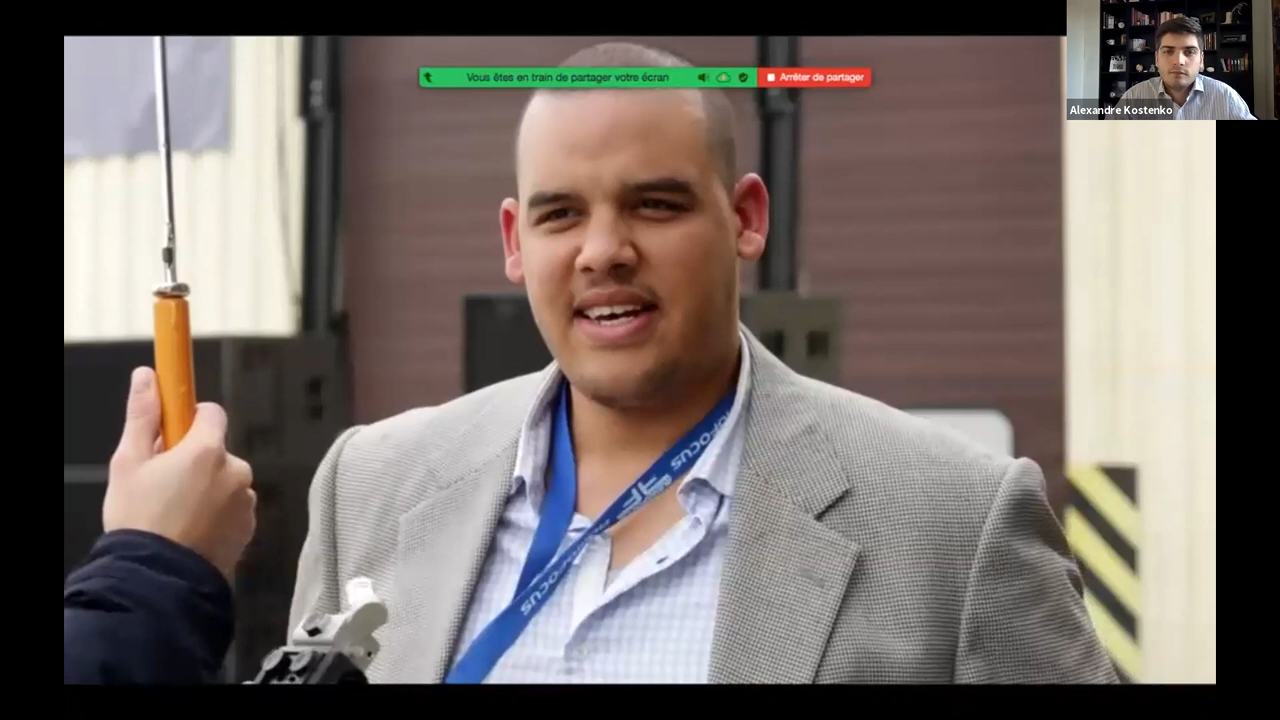 Vous êtes en train de partager votre écran
Arrêter de partager
Alexandre Kostenko